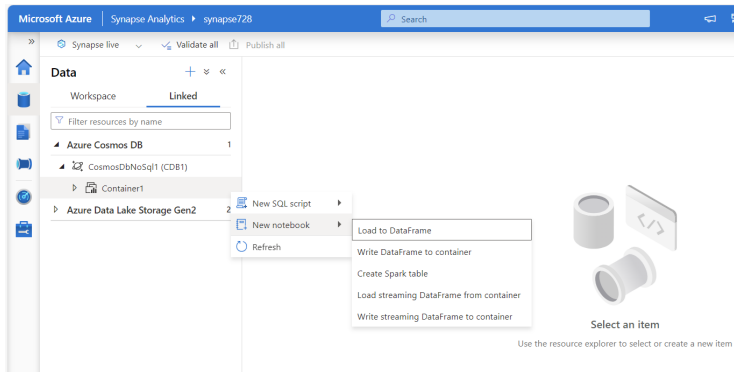 Microsoft Azure Synapse Analytics synapse728 Search
Synapse live Validate all Publish all
Data
Workspace Linked
Filter resources by name
Azure Cosmos DB 1
CosmosDbNoSql1 (CDB1)
Container1
Azure Data Lake Storage Gen2 2
New SQL script
New notebook
Refresh
Load to DataFrame
Write DataFrame to container
Create Spark table
Load streaming DataFrame from container
Write streaming DataFrame to container
Select an item
Use the resource explorer to select or create a new item